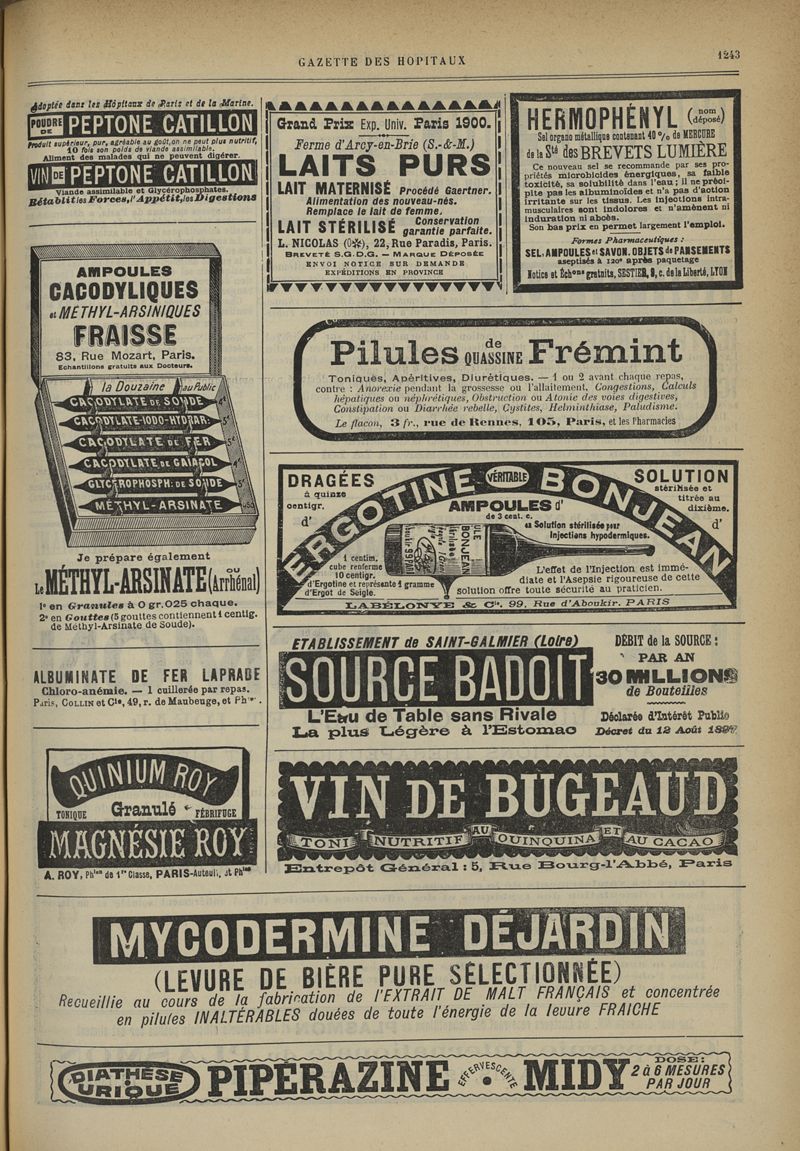 GAZETTE DES HOPITAUX
1243
Adoptée dans les Hôpitaux de Paris et de la Marine.
POUDRE DE PEPTONE CATILLON
Produit supérieur, pur, agréable au goût, on ne peut plus nutritif,
10 fois son poids de viande assimilable.
Aliment des malades qui ne peuvent digérer.
VIN DE PEPTONE CATILLON
Viande assimilable et Glycérophosphates.
Rétablit les Forces, l'Appétit, les Digestions
AMPOULES
CACODYLIQUES
et MÉTHYL-ARSINIQUES
FRAISSE
83, Rue Mozart, Paris.
Echantillons gratuits aux Docteurs.
la Douzaine au Public
CACODYLATE DE SOUDE
CACODYLATE-IODO-HYDRAR:
CACODYLATE DE FER
CACODYLATE DE GAIACOL
GLYCEROPHOSPH: DE SOUDE
MÉTHYL-ARSINATE
Je prépare également
Le MÉTHYL-ARSINATE (ou Arrhénal)
1º en Granules à 0 gr.025 chaque.
2º en Gouttes (5 gouttes contiennent 1 centig.
de Méthyl-Arsinate de Soude).
ALBUMINATE DE FER LAPRADE
Chloro-anémie. — 1 cuillerée par repas.
Paris, COLLIN et Cie, 49, r. de Maubeuge, et Phies.
QUINIUM ROY
TONIQUE Granulé FÉBRIFUGE
MAGNÉSIE ROY
A. ROY, Phien de 1re Classe, PARIS-Auteuil, et Phies
Grand Prix Exp. Univ. Paris 1900.
Ferme d'Arcy-en-Brie (S.-&-M.)
LAITS PURS
LAIT MATERNISÉ Procédé Gaertner.
Alimentation des nouveau-nés.
Remplace le lait de femme.
LAIT STÉRILISÉ Conservation garantie parfaite.
L. NICOLAS (O✻), 22, Rue Paradis, Paris.
BREVETÉ S.G.D.G. — MARQUE DÉPOSÉE
ENVOI NOTICE SUR DEMANDE
EXPÉDITIONS EN PROVINCE
HERMOPHÉNYL (nom déposé)
Sel organo métallique contenant 40 % de MERCURE
de la Sté des BREVETS LUMIÈRE
Ce nouveau sel se recommande par ses pro-
priétés microbicides énergiques, sa faible
toxicité, sa solubilité dans l'eau; il ne préci-
pite pas les albuminoïdes et n'a pas d'action
irritante sur les tissus. Les injections intra-
musculaires sont indolores et n'amènent ni
induration ni abcès.
Son bas prix en permet largement l'emploi.
Formes Pharmaceutiques :
SEL, AMPOULES et SAVON. OBJETS de PANSEMENTS
aseptisés à 120º après paquetage
Notice et Échons gratuits, SESTIER, 9, c. de la Liberté, LYON
Pilules de QUASSINE Frémint
Toniques, Apéritives, Diurétiques. — 1 ou 2 avant chaque repas,
contre : Anorexie pendant la grossesse ou l'allaitement, Congestions, Calculs
hépatiques ou néphrétiques, Obstruction ou Atonie des voies digestives,
Constipation ou Diarrhée rebelle, Cystites, Helminthiase, Paludisme.
Le flacon, 3 fr., rue de Rennes, 105, Paris, et les Pharmacies
DRAGÉES
à quinze
centigr.
d'
VÉRITABLE
ERGOTINE BONJEAN
SOLUTION
stérilisée et
titrée au
dixième.
d'
AMPOULES d'
de 3 cent. c.
Solution stérilisée pour
Injections hypodermiques.
1 centim.
cube renferme
10 centigr.
d'Ergotine et représente 1 gramme
d'Ergot de Seigle.
L'effet de l'Injection est immé-
diate et l'Asepsie rigoureuse de cette
solution offre toute sécurité au praticien.
LABÉLONYE & Cie, 99, Rue d'Aboukir, PARIS
ETABLISSEMENT de SAINT-GALMIER (Loire)
SOURCE BADOIT
L'Eau de Table sans Rivale
La plus Légère à l'Estomac
DÉBIT de la SOURCE :
PAR AN
30 MILLIONS
de Bouteilles
Déclarée d'Intérêt Public
Décret du 12 Août 1897
VIN DE BUGEAUD
TONI NUTRITIF AU QUINQUINA ET AU CACAO
Entrepôt Général : 5, Rue Bourg-l'Abbé, Paris
MYCODERMINE DÉJARDIN
(LEVURE DE BIÈRE PURE SÉLECTIONNÉE)
Recueillie au cours de la fabrication de l'EXTRAIT DE MALT FRANÇAIS et concentrée
en pilules INALTÉRABLES douées de toute l'énergie de la levure FRAICHE
DIATHÈSE URIQUE
PIPÉRAZINE EFFERVESCENTE MIDY
DOSE:
2 à 6 MESURES
PAR JOUR